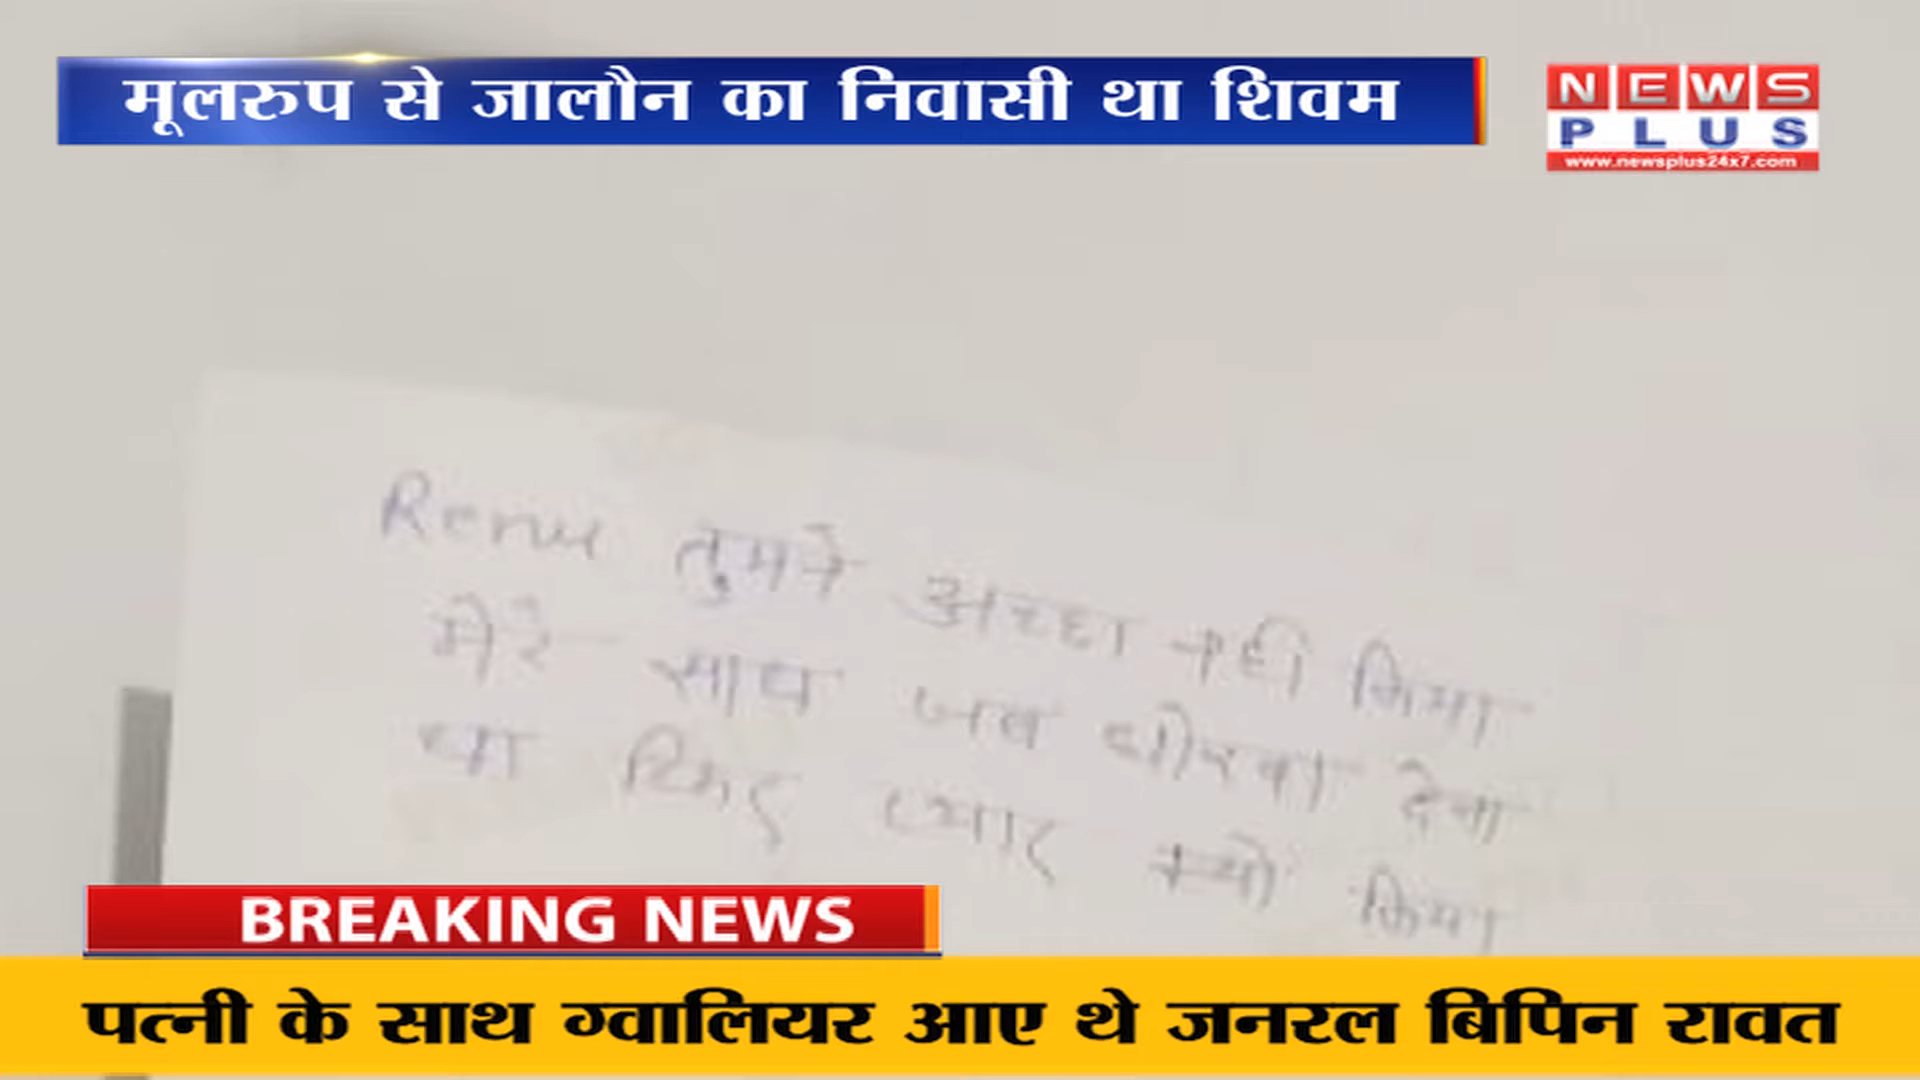 मूलरुप से जालौन का निवासी था शिवम
NEWS
PLUS
www.newsplus24x7.com
Renu तुमने अच्छा नही किया
मेरे साथ जब धोखा देना
था फिर प्यार क्यो किया
BREAKING NEWS
पत्नी के साथ ग्वालियर आए थे जनरल बिपिन रावत